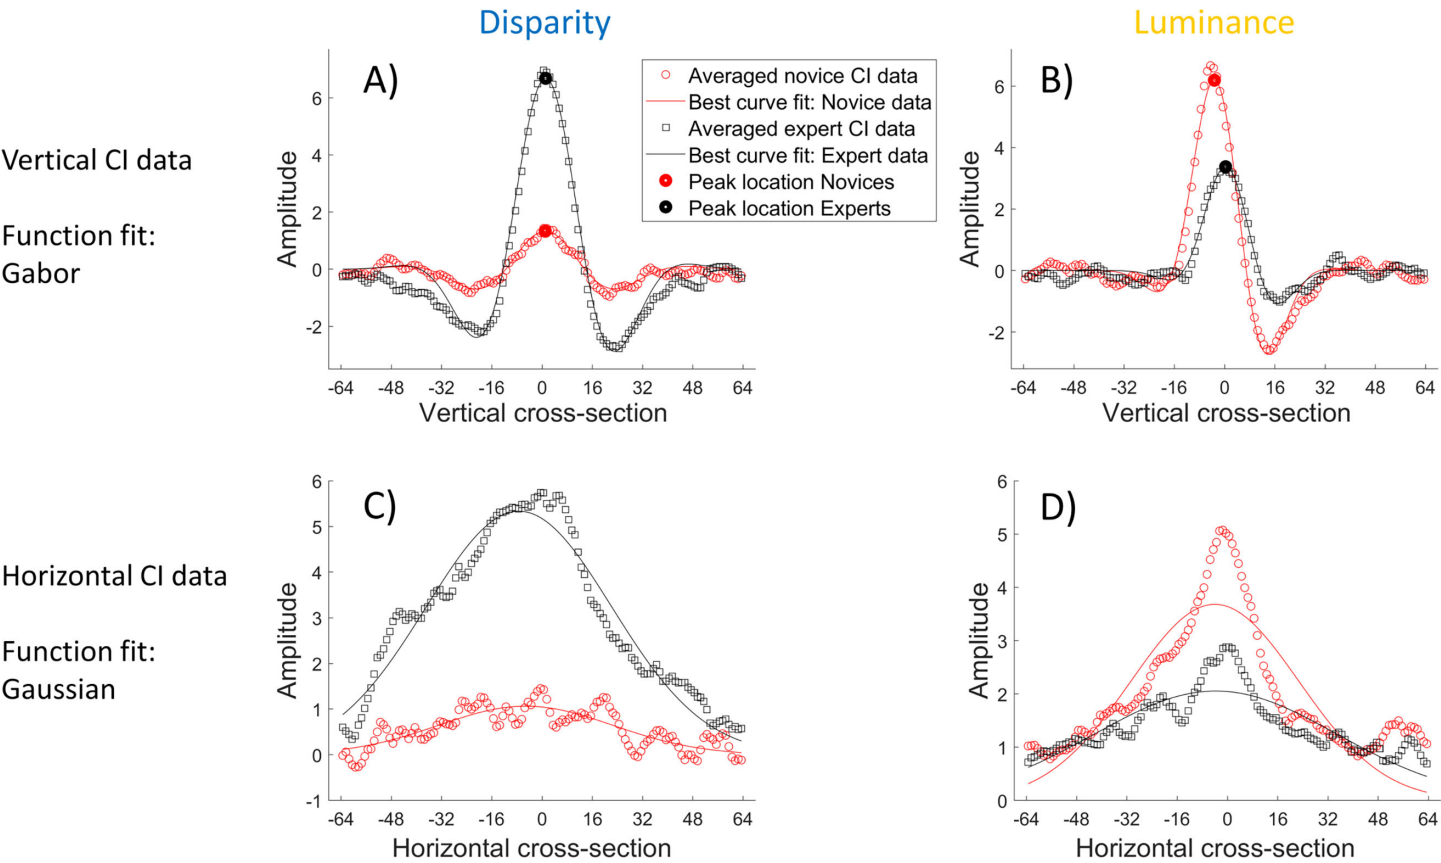 Disparity
Luminance
Vertical CI data
Function fit:
Gabor
A)
Amplitude
6
4
2
0
-2
-64 -48 -32 -16 0 16 32 48 64
Vertical cross-section
Averaged novice CI data
Best curve fit: Novice data
Averaged expert CI data
Best curve fit: Expert data
Peak location Novices
Peak location Experts
B)
Amplitude
6
4
2
0
-2
-64 -48 -32 -16 0 16 32 48 64
Vertical cross-section
Horizontal CI data
Function fit:
Gaussian
C)
Amplitude
6
5
4
3
2
1
0
-1
-64 -48 -32 -16 0 16 32 48 64
Horizontal cross-section
D)
Amplitude
6
5
4
3
2
1
0
-64 -48 -32 -16 0 16 32 48 64
Horizontal cross-section